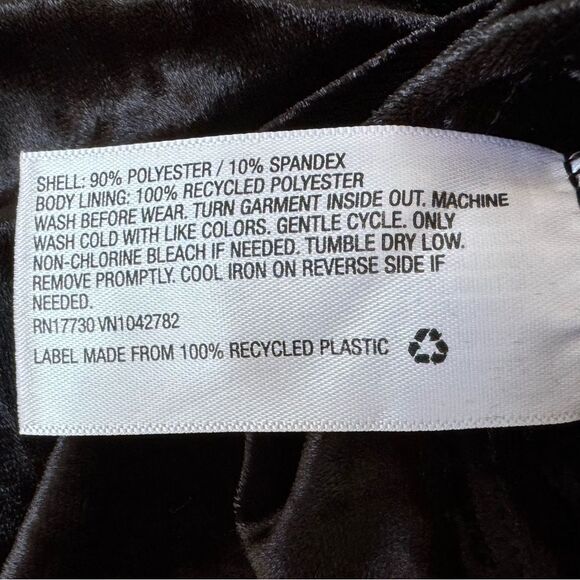 SHELL: 90% POLYESTER / 10% SPANDEX
BODY LINING: 100% RECYCLED POLYESTER
WASH BEFORE WEAR. TURN GARMENT INSIDE OUT. MACHINE
WASH COLD WITH LIKE COLORS. GENTLE CYCLE. ONLY
NON-CHLORINE BLEACH IF NEEDED. TUMBLE DRY LOW.
REMOVE PROMPTLY. COOL IRON ON REVERSE SIDE IF
NEEDED.
RN17730 VN1042782
LABEL MADE FROM 100% RECYCLED PLASTIC